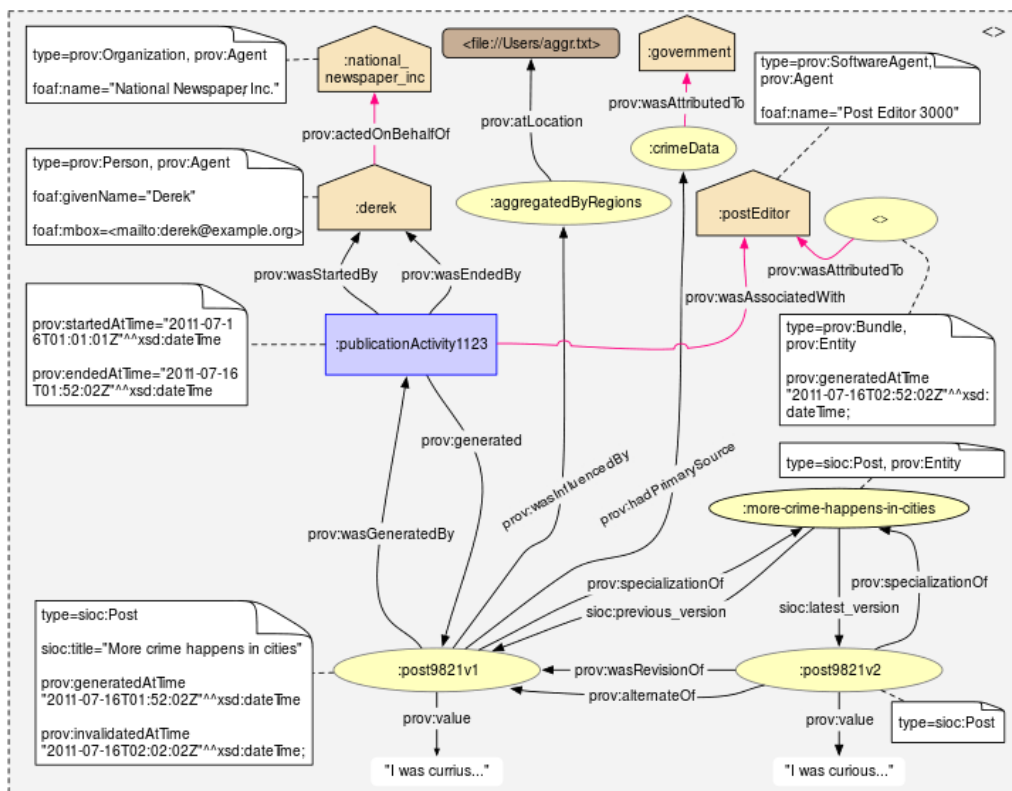 <>
type=prov:Organization, prov:Agent
foaf:name="National Newspaper, Inc."
:national_
newspaper_inc
<file://Users/aggr.txt>
:government
type=prov:SoftwareAgent,
prov:Agent
foaf:name="Post Editor 3000"
prov:actedOnBehalfOf
prov:atLocation
prov:wasAttributedTo
:crimeData
type=prov:Person, prov:Agent
foaf:givenName="Derek"
foaf:mbox=<mailto:derek@example.org>
:derek
:aggregatedByRegions
:postEditor
<>
prov:wasStartedBy
prov:wasEndedBy
prov:wasAttributedTo
prov:wasAssociatedWith
prov:startedAtTime="2011-07-1
6T01:01:01Z"^^xsd:dateTime
prov:endedAtTime="2011-07-16
T01:52:02Z"^^xsd:dateTime
:publicationActivity1123
type=prov:Bundle,
prov:Entity
prov:generatedAtTime
"2011-07-16T02:52:02Z"^^xsd:
dateTime;
prov:generated
prov:wasInfluencedBy
prov:hadPrimarySource
type=sioc:Post, prov:Entity
:more-crime-happens-in-cities
prov:wasGeneratedBy
prov:specializationOf
prov:specializationOf
sioc:previous_version
sioc:latest_version
type=sioc:Post
sioc:title="More crime happens in cities"
prov:generatedAtTime
"2011-07-16T01:52:02Z"^^xsd:dateTime
prov:invalidatedAtTime
"2011-07-16T02:02:02Z"^^xsd:dateTime;
:post9821v1
prov:wasRevisionOf
:post9821v2
prov:alternateOf
prov:value
prov:value
type=sioc:Post
"I was currius..."
"I was curious..."